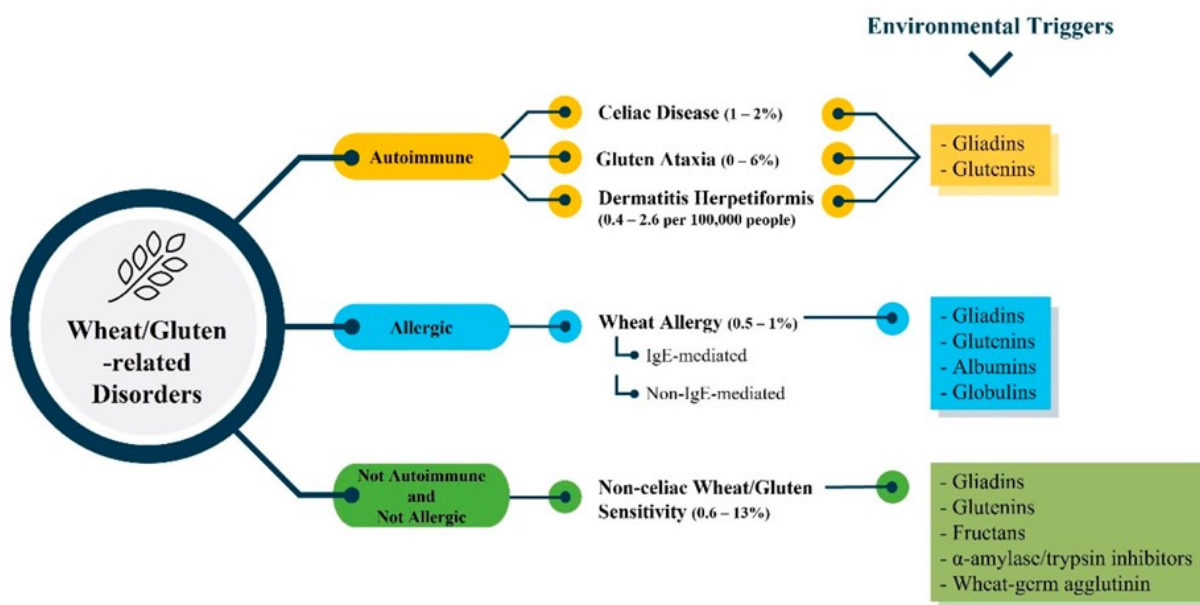 Environmental Triggers
Wheat/Gluten
-related
Disorders
Autoimmune
Celiac Disease (1 – 2%)
Gluten Ataxia (0 – 6%)
Dermatitis Herpetiformis
(0.4 – 2.6 per 100,000 people)
- Gliadins
- Glutenins
Allergic
Wheat Allergy (0.5 – 1%)
IgE-mediated
Non-IgE-mediated
- Gliadins
- Glutenins
- Albumins
- Globulins
Not Autoimmune
and
Not Allergic
Non-celiac Wheat/Gluten
Sensitivity (0.6 – 13%)
- Gliadins
- Glutenins
- Fructans
- α-amylase/trypsin inhibitors
- Wheat-germ agglutinin